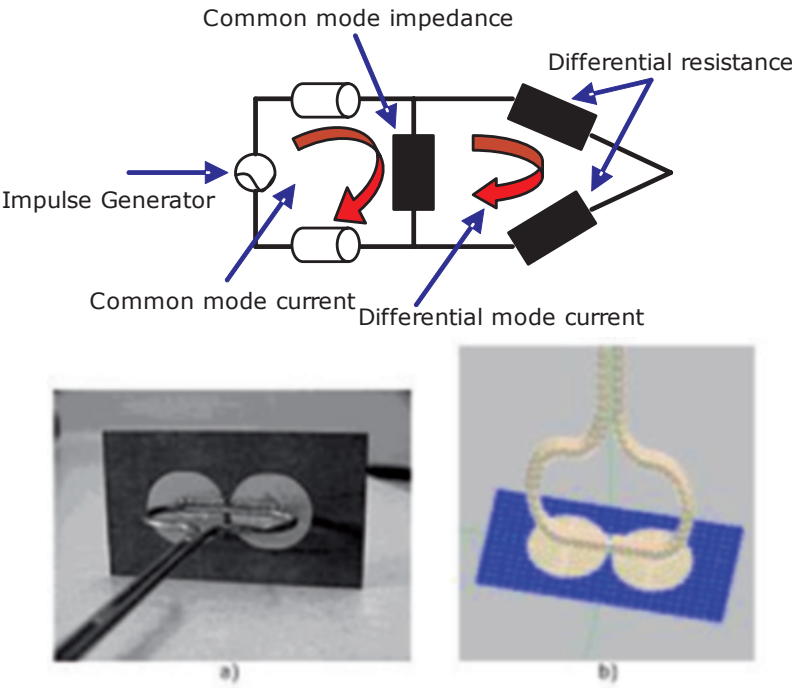 Common mode impedance
Differential resistance
Impulse Generator
Common mode current
Differential mode current
a)
b)